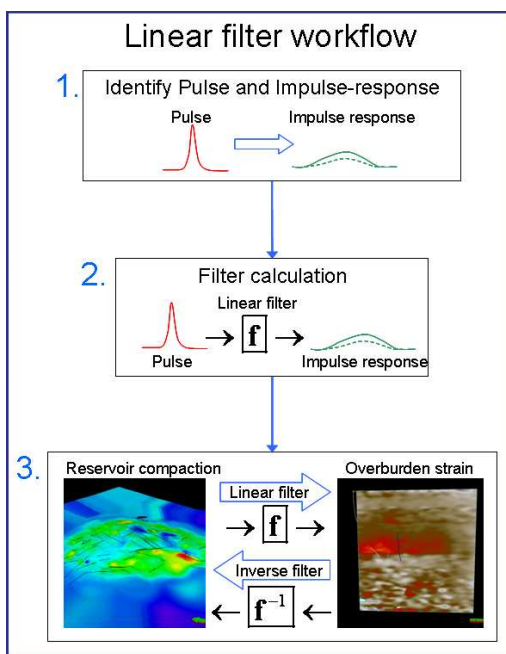 Linear filter workflow
1.
Identify Pulse and Impulse-response
Pulse
Impulse response
2.
Filter calculation
Linear filter
f
Pulse
Impulse response
3.
Reservoir compaction
Overburden strain
Linear filter
f
Inverse filter
f⁻¹